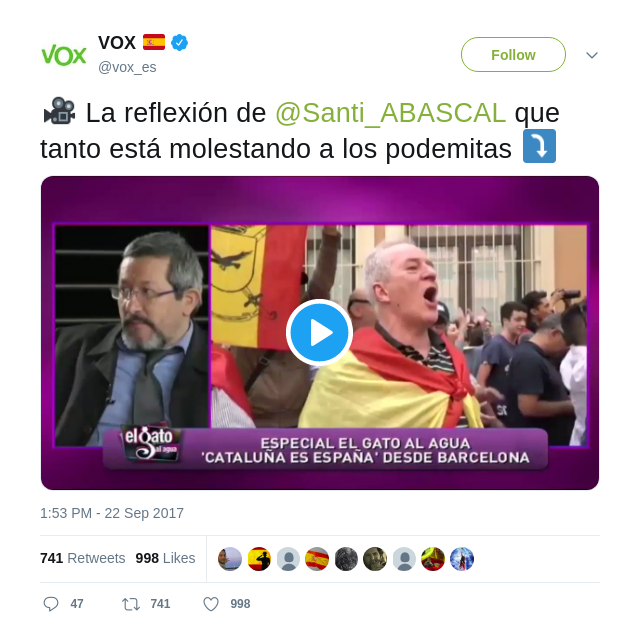 VOX
VOX
@vox_es
Follow
La reflexión de @Santi_ABASCAL que
tanto está molestando a los podemitas
el Gato
al agua
ESPECIAL EL GATO AL AGUA
'CATALUÑA ES ESPAÑA' DESDE BARCELONA
1:53 PM - 22 Sep 2017
741 Retweets 998 Likes
47 741 998